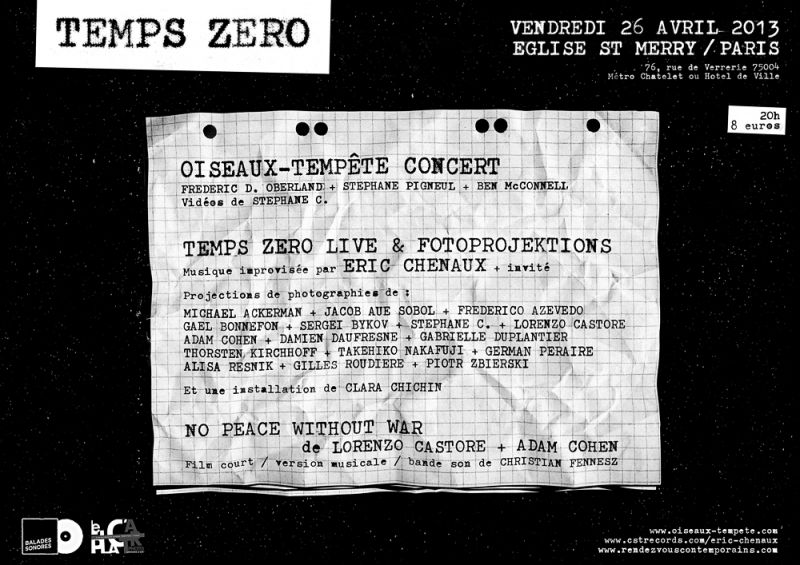 TEMPS ZERO
VENDREDI 26 AVRIL 2013
EGLISE ST MERRY / PARIS
76, rue de Verrerie 75004
Métro Chatelet ou Hotel de Ville
20h
8 euros
OISEAUX-TEMPÊTE CONCERT
FREDERIC D. OBERLAND + STEPHANE PIGNEUL + BEN McCONNELL
Vidéos de STEPHANE C.
TEMPS ZERO LIVE & FOTOPROJEKTIONS
Musique improvisée par ERIC CHENAUX + invité
Projections de photographies de :
MICHAEL ACKERMAN + JACOB AUE SOBOL + FREDERICO AZEVEDO
GAEL BONNEFON + SERGEI BYKOV + STEPHANE C. + LORENZO CASTORE
ADAM COHEN + DAMIEN DAUFRESNE + GABRIELLE DUPLANTIER
THORSTEN KIRCHHOFF + TAKEHIKO NAKAFUJI + GERMAN PERAIRE
ALISA RESNIK + GILLES ROUDIERE + PIOTR ZBIERSKI
Et une installation de CLARA CHICHIN
NO PEACE WITHOUT WAR
de LORENZO CASTORE + ADAM COHEN
Film court / version musicale / bande son de CHRISTIAN FENNESZ
BALADES
SONORES
www.oiseaux-tempete.com
www.cstrecords.com/eric-chenaux
www.rendezvouscontemporains.com